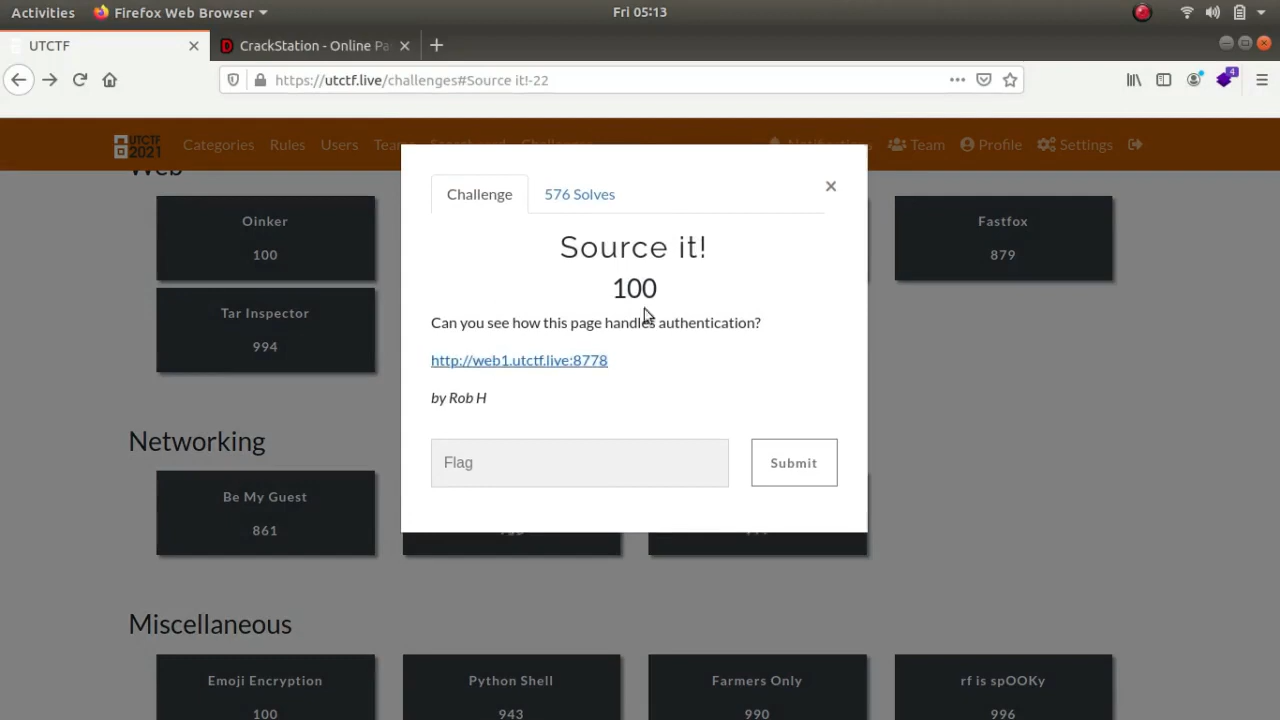 Activities Firefox Web Browser Fri 05:13
UTCTF CrackStation - Online Pa
https://utctf.live/challenges#Source it!-22 4
UTCTF 2021 Categories Rules Users Team Profile Settings
Web
Challenge 576 Solves
Oinker Fastfox
100 879
Source it!
100
Can you see how this page handles authentication?
Tar Inspector
994
http://web1.utctf.live:8778
by Rob H
Networking
Flag Submit
Be My Guest
861
Miscellaneous
Emoji Encryption Python Shell Farmers Only rf is spOOKy
100 943 990 996